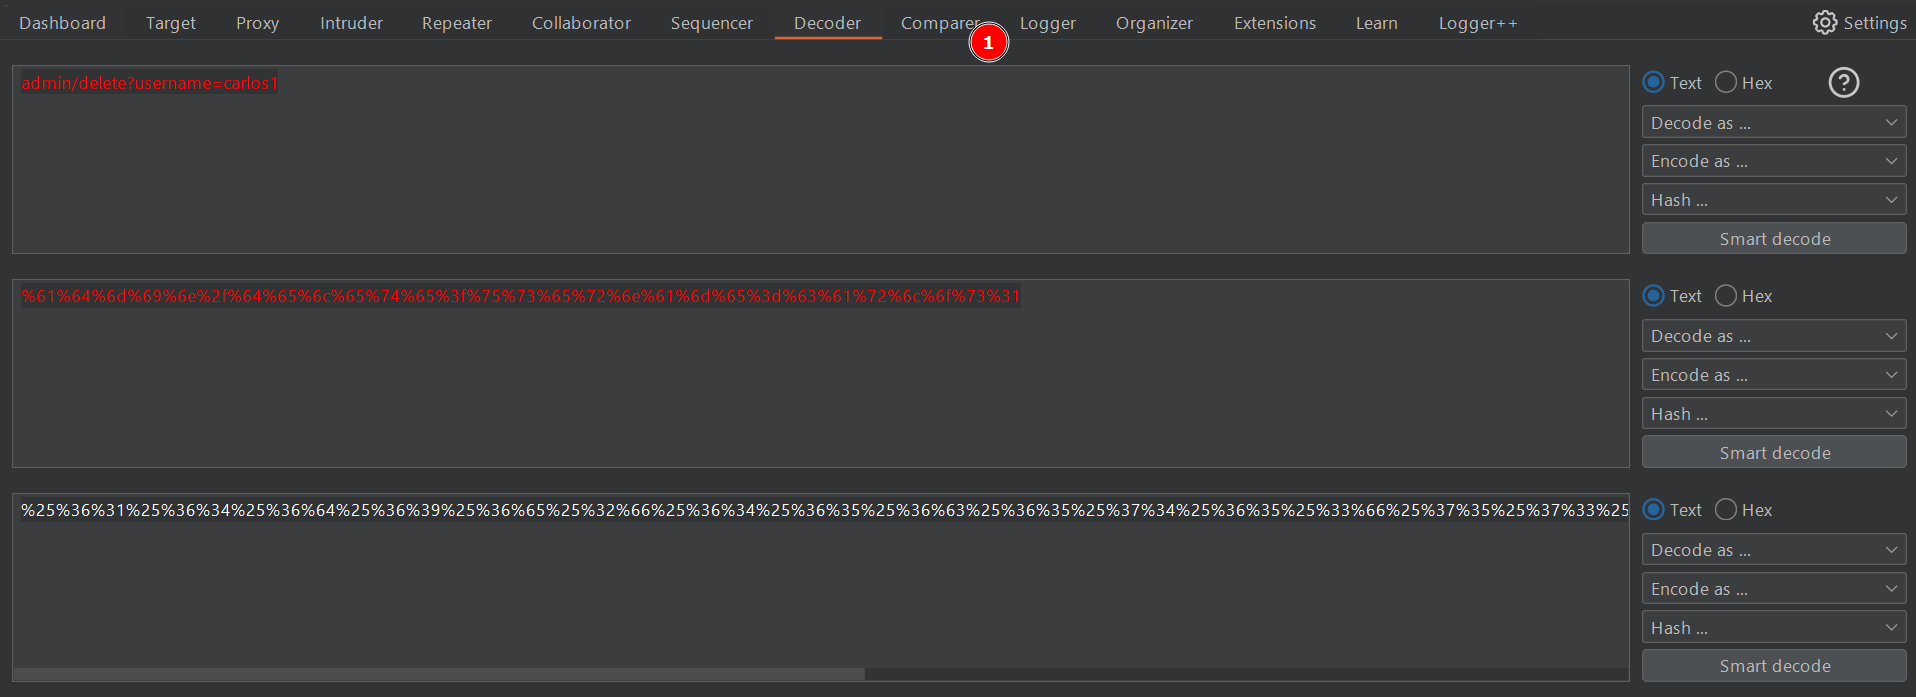 Dashboard Target Proxy Intruder Repeater Collaborator Sequencer Decoder Comparer Logger Organizer Extensions Learn Logger++ Settings
1
admin/delete?username=carlos1
Text Hex ?
Decode as ...
Encode as ...
Hash ...
Smart decode
%61%64%6d%69%6e%2f%64%65%6c%65%74%65%3f%75%73%65%72%6e%61%6d%65%3d%63%61%72%6c%6f%73%31
Text Hex
Decode as ...
Encode as ...
Hash ...
Smart decode
%25%36%31%25%36%34%25%36%64%25%36%39%25%36%65%25%32%66%25%36%34%25%36%35%25%36%63%25%36%35%25%37%34%25%36%35%25%33%66%25%37%35%25%37%33%25
Text Hex
Decode as ...
Encode as ...
Hash ...
Smart decode